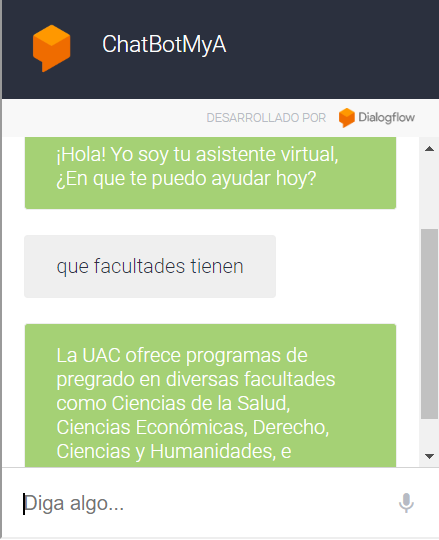 ChatBotMyA
DESARROLLADO POR Dialogflow
¡Hola! Yo soy tu asistente virtual,
¿En que te puedo ayudar hoy?
que facultades tienen
La UAC ofrece programas de
pregrado en diversas facultades
como Ciencias de la Salud,
Ciencias Económicas, Derecho,
Ciencias y Humanidades, e
Diga algo...